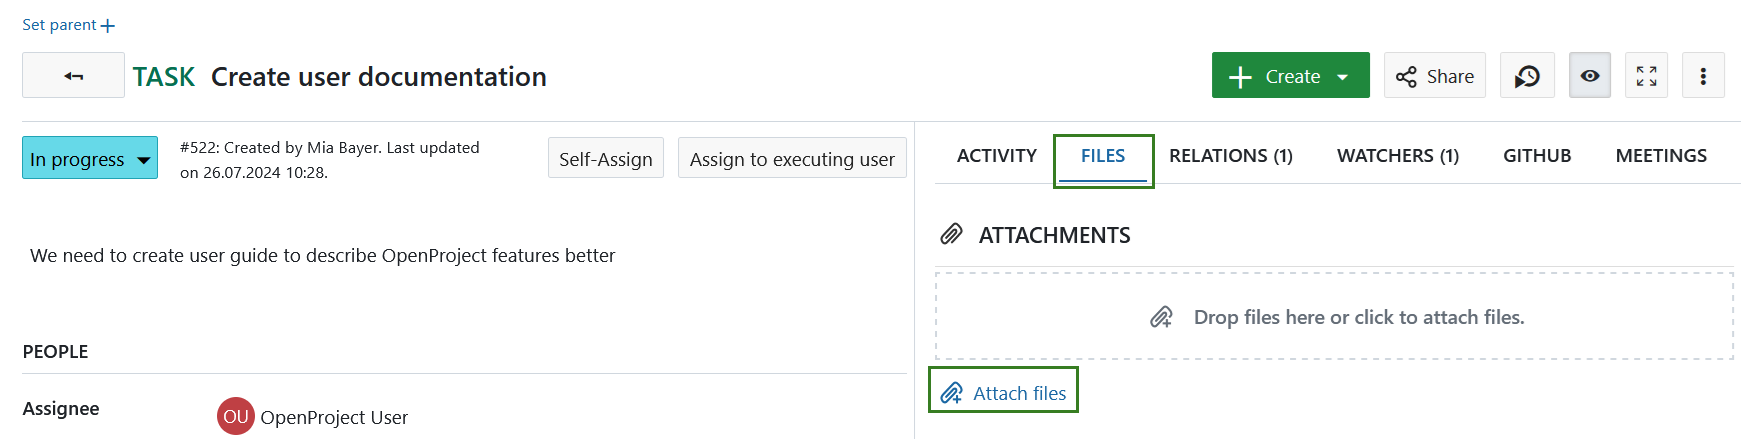 Set parent
TASK Create user documentation
Create
Share
In progress
#522: Created by Mia Bayer. Last updated
on 26.07.2024 10:28.
Self-Assign
Assign to executing user
We need to create user guide to describe OpenProject features better
PEOPLE
Assignee
OU OpenProject User
ACTIVITY
FILES
RELATIONS (1)
WATCHERS (1)
GITHUB
MEETINGS
ATTACHMENTS
Drop files here or click to attach files.
Attach files